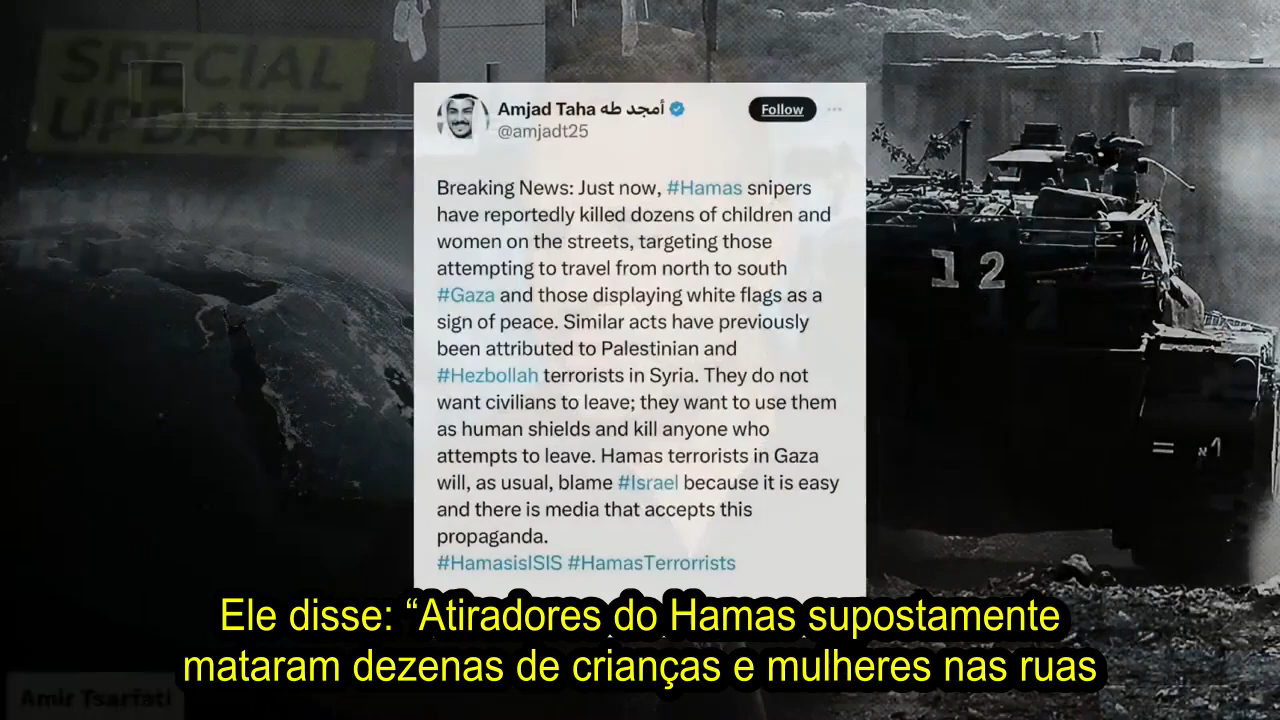 SPECIAL
UPDATE
THE WAR
Amjad Taha أمجد طه
Follow
@amjadt25
Breaking News: Just now, #Hamas snipers
have reportedly killed dozens of children and
women on the streets, targeting those
attempting to travel from north to south
#Gaza and those displaying white flags as a
sign of peace. Similar acts have previously
been attributed to Palestinian and
#Hezbollah terrorists in Syria. They do not
want civilians to leave; they want to use them
as human shields and kill anyone who
attempts to leave. Hamas terrorists in Gaza
will, as usual, blame #Israel because it is easy
and there is media that accepts this
propaganda.
#HamasisISIS #HamasTerrorrists
12
Ele disse: “Atiradores do Hamas supostamente
mataram dezenas de crianças e mulheres nas ruas
Amir Tsarfati